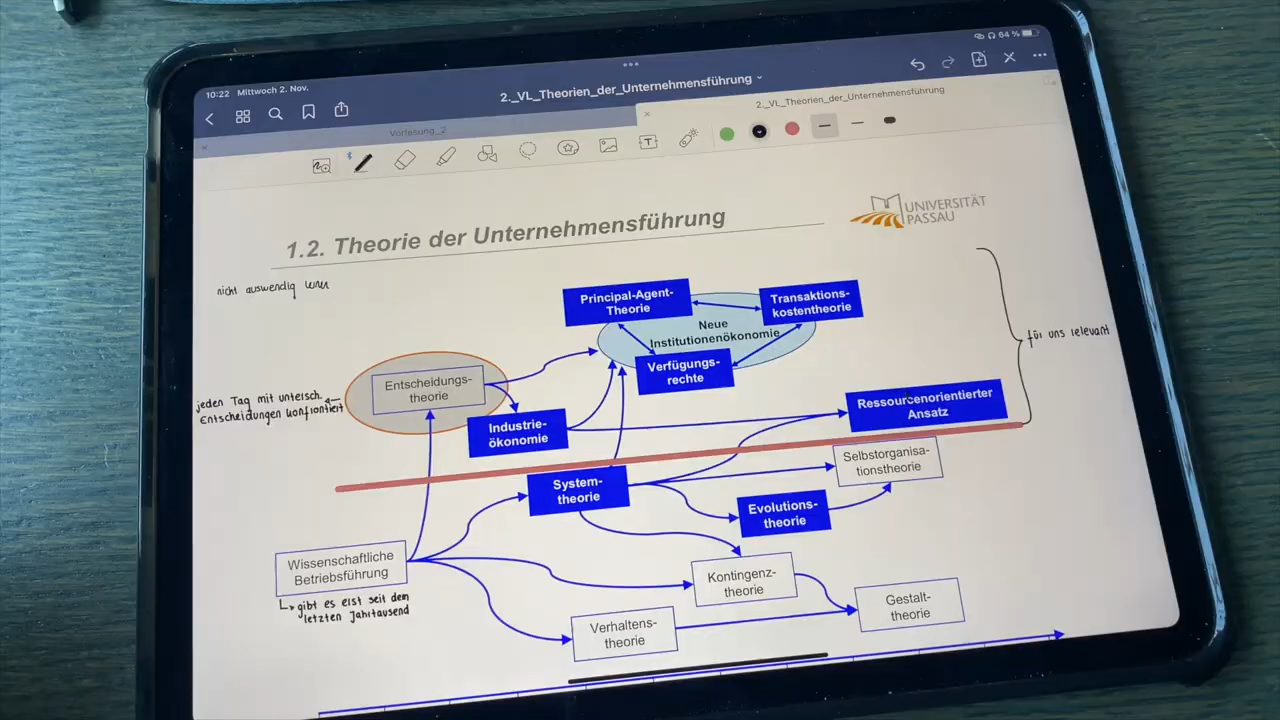 10:22 Mittwoch 2. Nov.
64 %
2._VL_Theorien_der_Unternehmensführung
Vorlesung_2
2._VL_Theorien_der_Unternehmensführung
T
1.2. Theorie der Unternehmensführung
UNIVERSITÄT
PASSAU
nicht auswendig
Principal-Agent-
Theorie
Transaktions-
kostentheorie
Neue
Institutionenökonomie
Verfügungs-
rechte
für uns relevant
Entscheidungs-
theorie
jeden Tag mit untersch.
Entscheidungen konfrontiert
Industrie-
ökonomie
Ressourcenorientierter
Ansatz
System-
theorie
Selbstorganisa-
tionstheorie
Evolutions-
theorie
Wissenschaftliche
Betriebsführung
gibt es erst seit dem
letzten Jahrtausend
Kontingenz-
theorie
Gestalt-
theorie
Verhaltens-
theorie